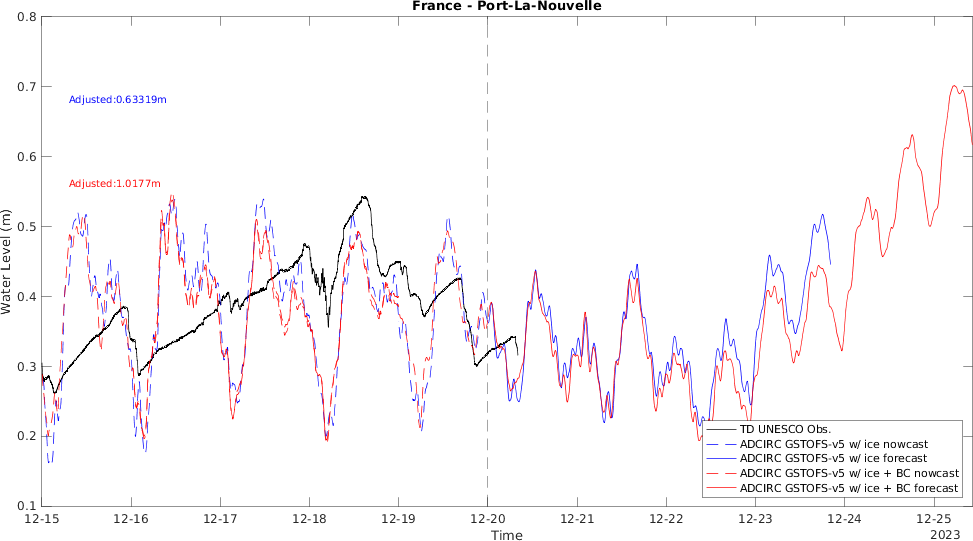 France - Port-La-Nouvelle
0.8
0.7
0.6
0.5
0.4
0.3
0.2
0.1
Water Level (m)
Adjusted:0.63319m
Adjusted:1.0177m
TD UNESCO Obs.
ADCIRC GSTOFS-v5 w/ ice nowcast
ADCIRC GSTOFS-v5 w/ ice forecast
ADCIRC GSTOFS-v5 w/ ice + BC nowcast
ADCIRC GSTOFS-v5 w/ ice + BC forecast
12-15 12-16 12-17 12-18 12-19 12-20 12-21 12-22 12-23 12-24 12-25
Time
2023